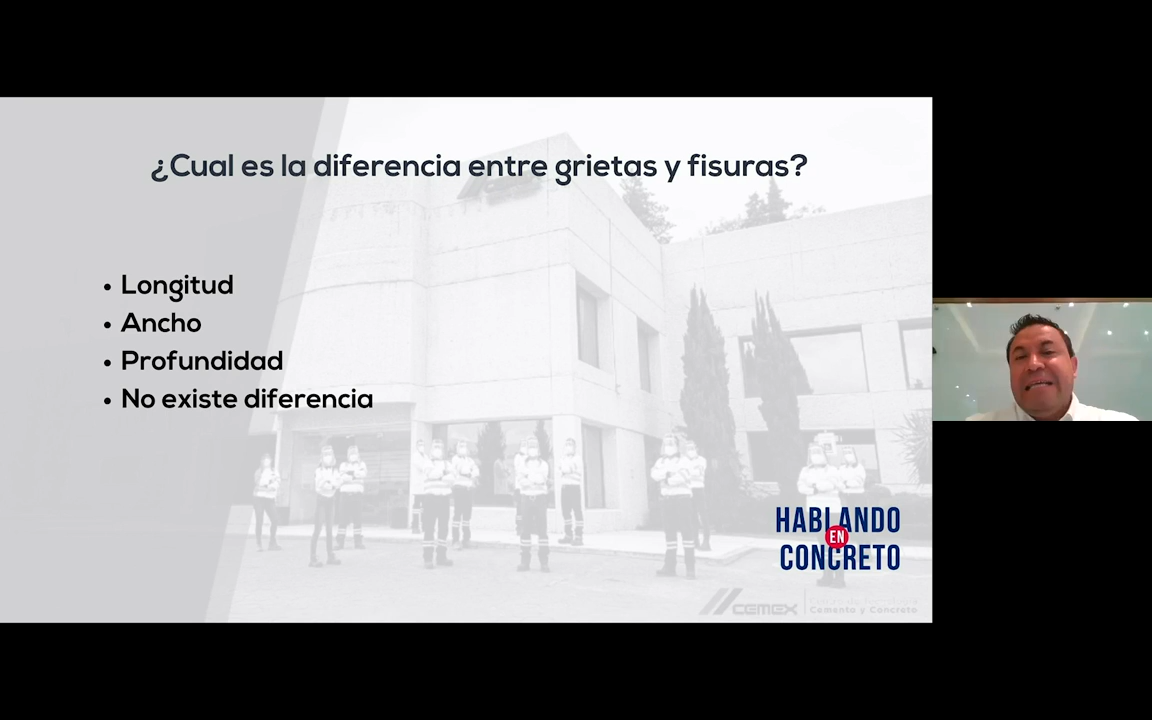 ¿Cual es la diferencia entre grietas y fisuras?
• Longitud
• Ancho
• Profundidad
• No existe diferencia
HABLANDO
EN
CONCRETO
CEMEX
Cemento y Concreto